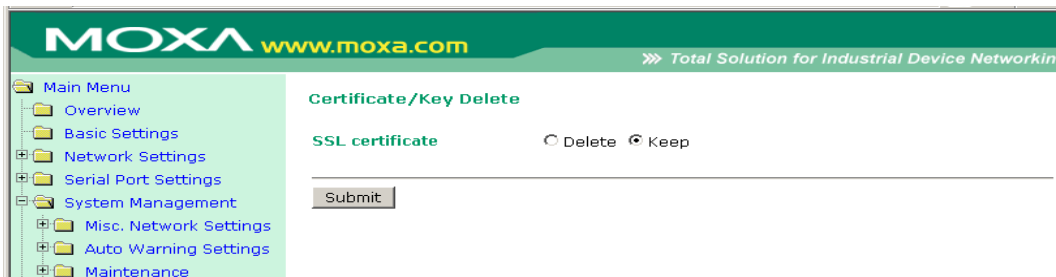 MOXA www.moxa.com
Total Solution for Industrial Device Networkin
Main Menu
Overview
Basic Settings
Network Settings
Serial Port Settings
System Management
Misc. Network Settings
Auto Warning Settings
Maintenance
Certificate/Key Delete
SSL certificate Delete Keep
Submit